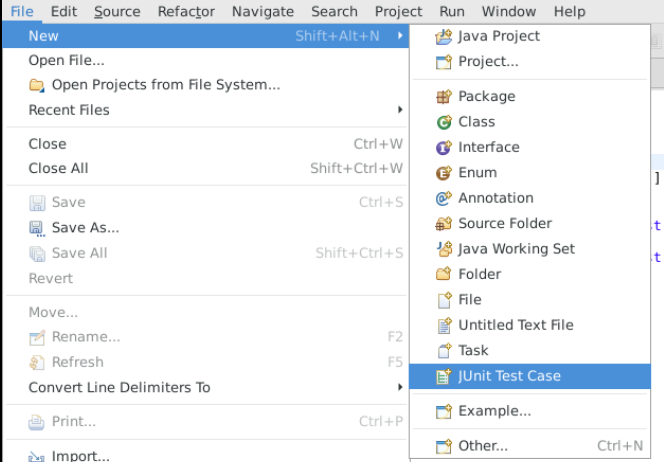 File Edit Source Refactor Navigate Search Project Run Window Help
New Shift+Alt+N
Open File...
Open Projects from File System...
Recent Files
Close Ctrl+W
Close All Shift+Ctrl+W
Save Ctrl+S
Save As...
Save All Shift+Ctrl+S
Revert
Move...
Rename... F2
Refresh F5
Convert Line Delimiters To
Print... Ctrl+P
Import...
Java Project
Project...
Package
Class
Interface
Enum
Annotation
Source Folder
Java Working Set
Folder
File
Untitled Text File
Task
JUnit Test Case
Example...
Other... Ctrl+N
]
st
st